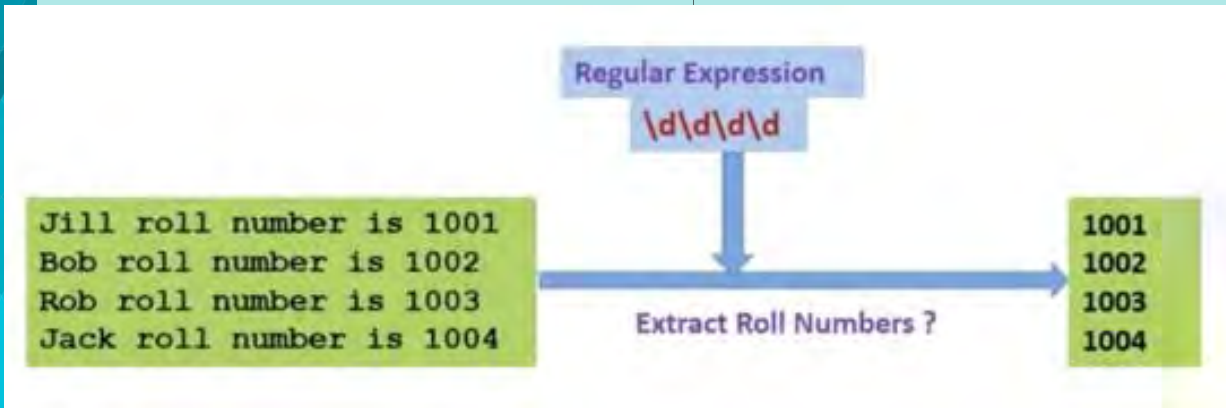 Regular Expression
\d\d\d\d
Jill roll number is 1001
Bob roll number is 1002
Rob roll number is 1003
Jack roll number is 1004
Extract Roll Numbers ?
1001
1002
1003
1004